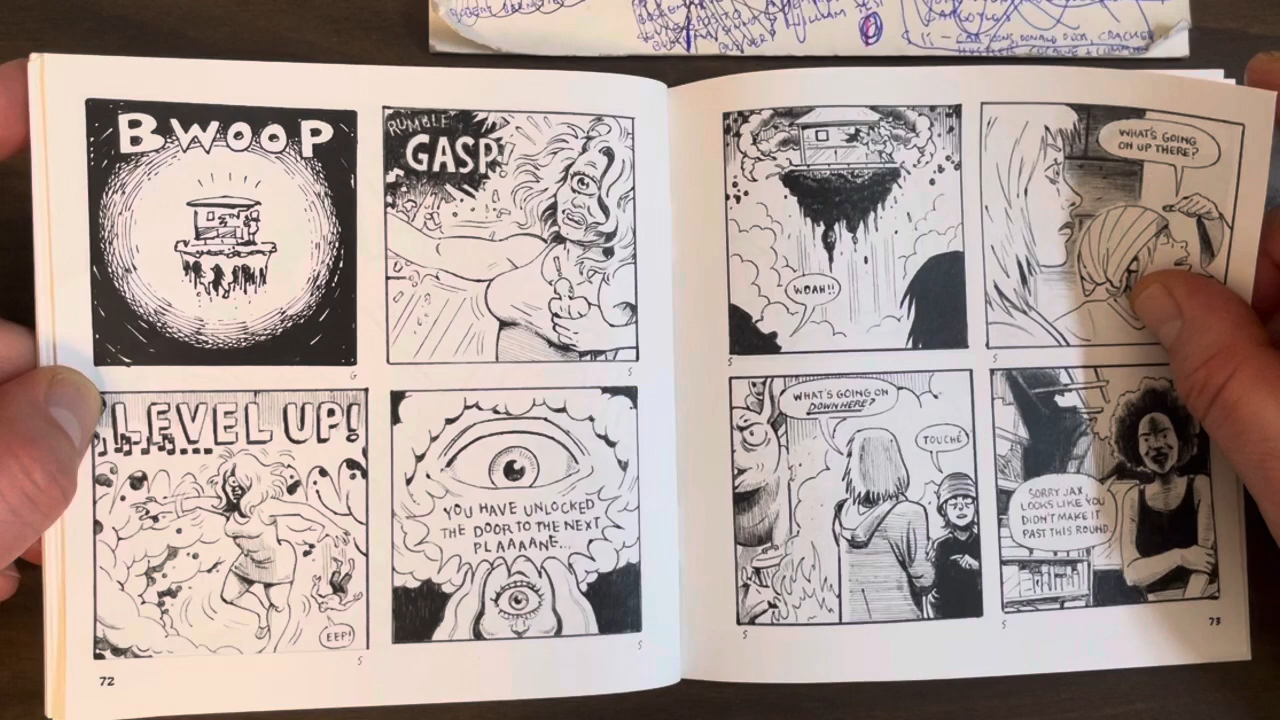 GARGOYLES
BWOOP
RUMBLE
GASP!
G
S
LEVEL UP!
EEP!
S
YOU HAVE UNLOCKED
THE DOOR TO THE NEXT
PLAAAANE...
S
72
WOAH!!
S
WHAT'S GOING
ON UP THERE?
S
WHAT'S GOING ON
DOWN HERE?
TOUCHÉ
S
SORRY JAX,
LOOKS LIKE YOU
DIDN'T MAKE IT
PAST THIS ROUND.
S
73